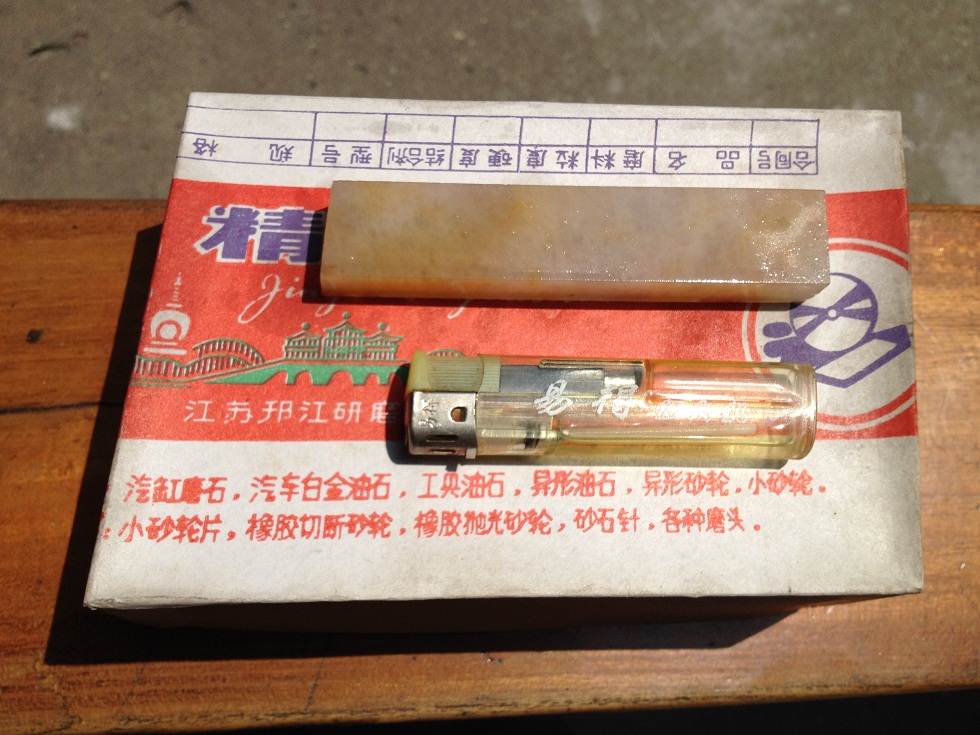 合同号 品名 磨料 粒度 硬度 结合剂 型号 规格
精
江苏邗江研磨
易得
汽缸磨石，汽车白金油石，工央油石，异形油石，异形砂轮，小砂轮。
小砂轮片，橡胶切断砂轮，橡胶抛光砂轮，砂石针，各种磨头。